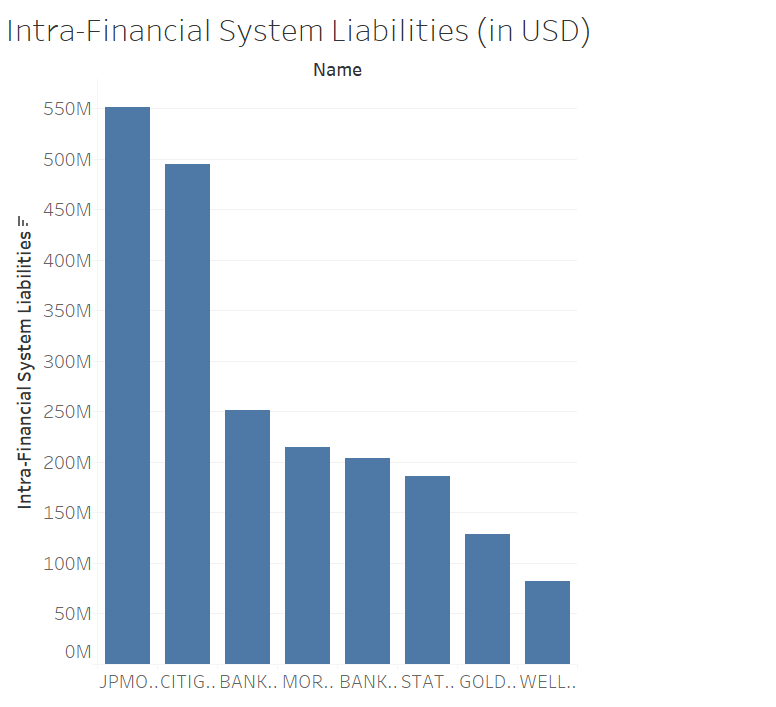 Intra-Financial System Liabilities (in USD)
Name
Intra-Financial System Liabilities
550M
500M
450M
400M
350M
300M
250M
200M
150M
100M
50M
0M
JPMO.. CITIG.. BANK.. MOR.. BANK.. STAT.. GOLD.. WELL..